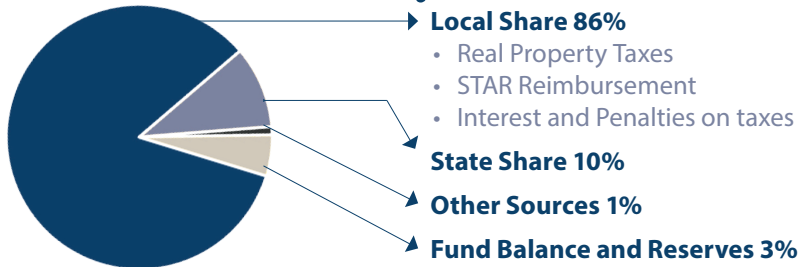 Local Share 86%
• Real Property Taxes
• STAR Reimbursement
• Interest and Penalties on taxes
State Share 10%
Other Sources 1%
Fund Balance and Reserves 3%